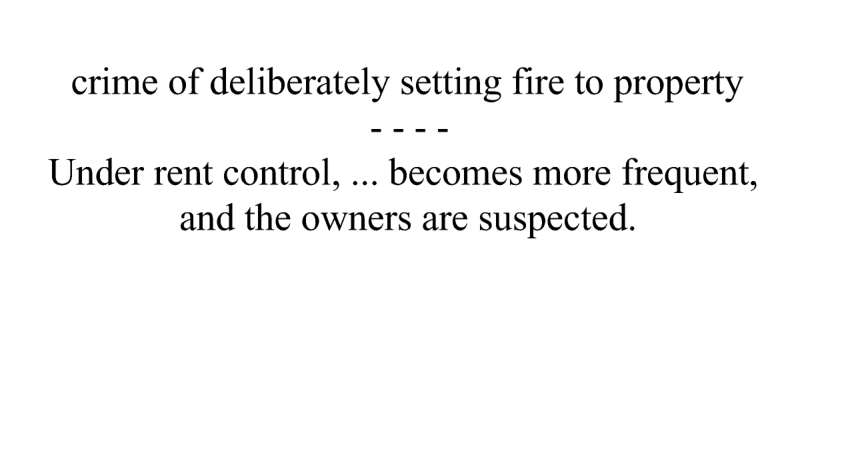 crime of deliberately setting fire to property
- - - -
Under rent control, ... becomes more frequent,
and the owners are suspected.